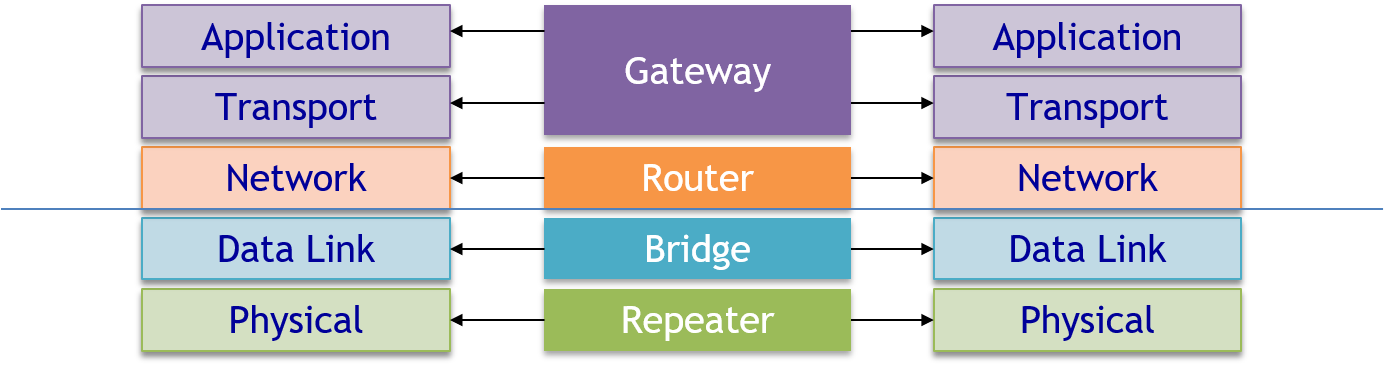 Application
Gateway
Application
Transport
Transport
Network
Router
Network
Data Link
Bridge
Data Link
Physical
Repeater
Physical